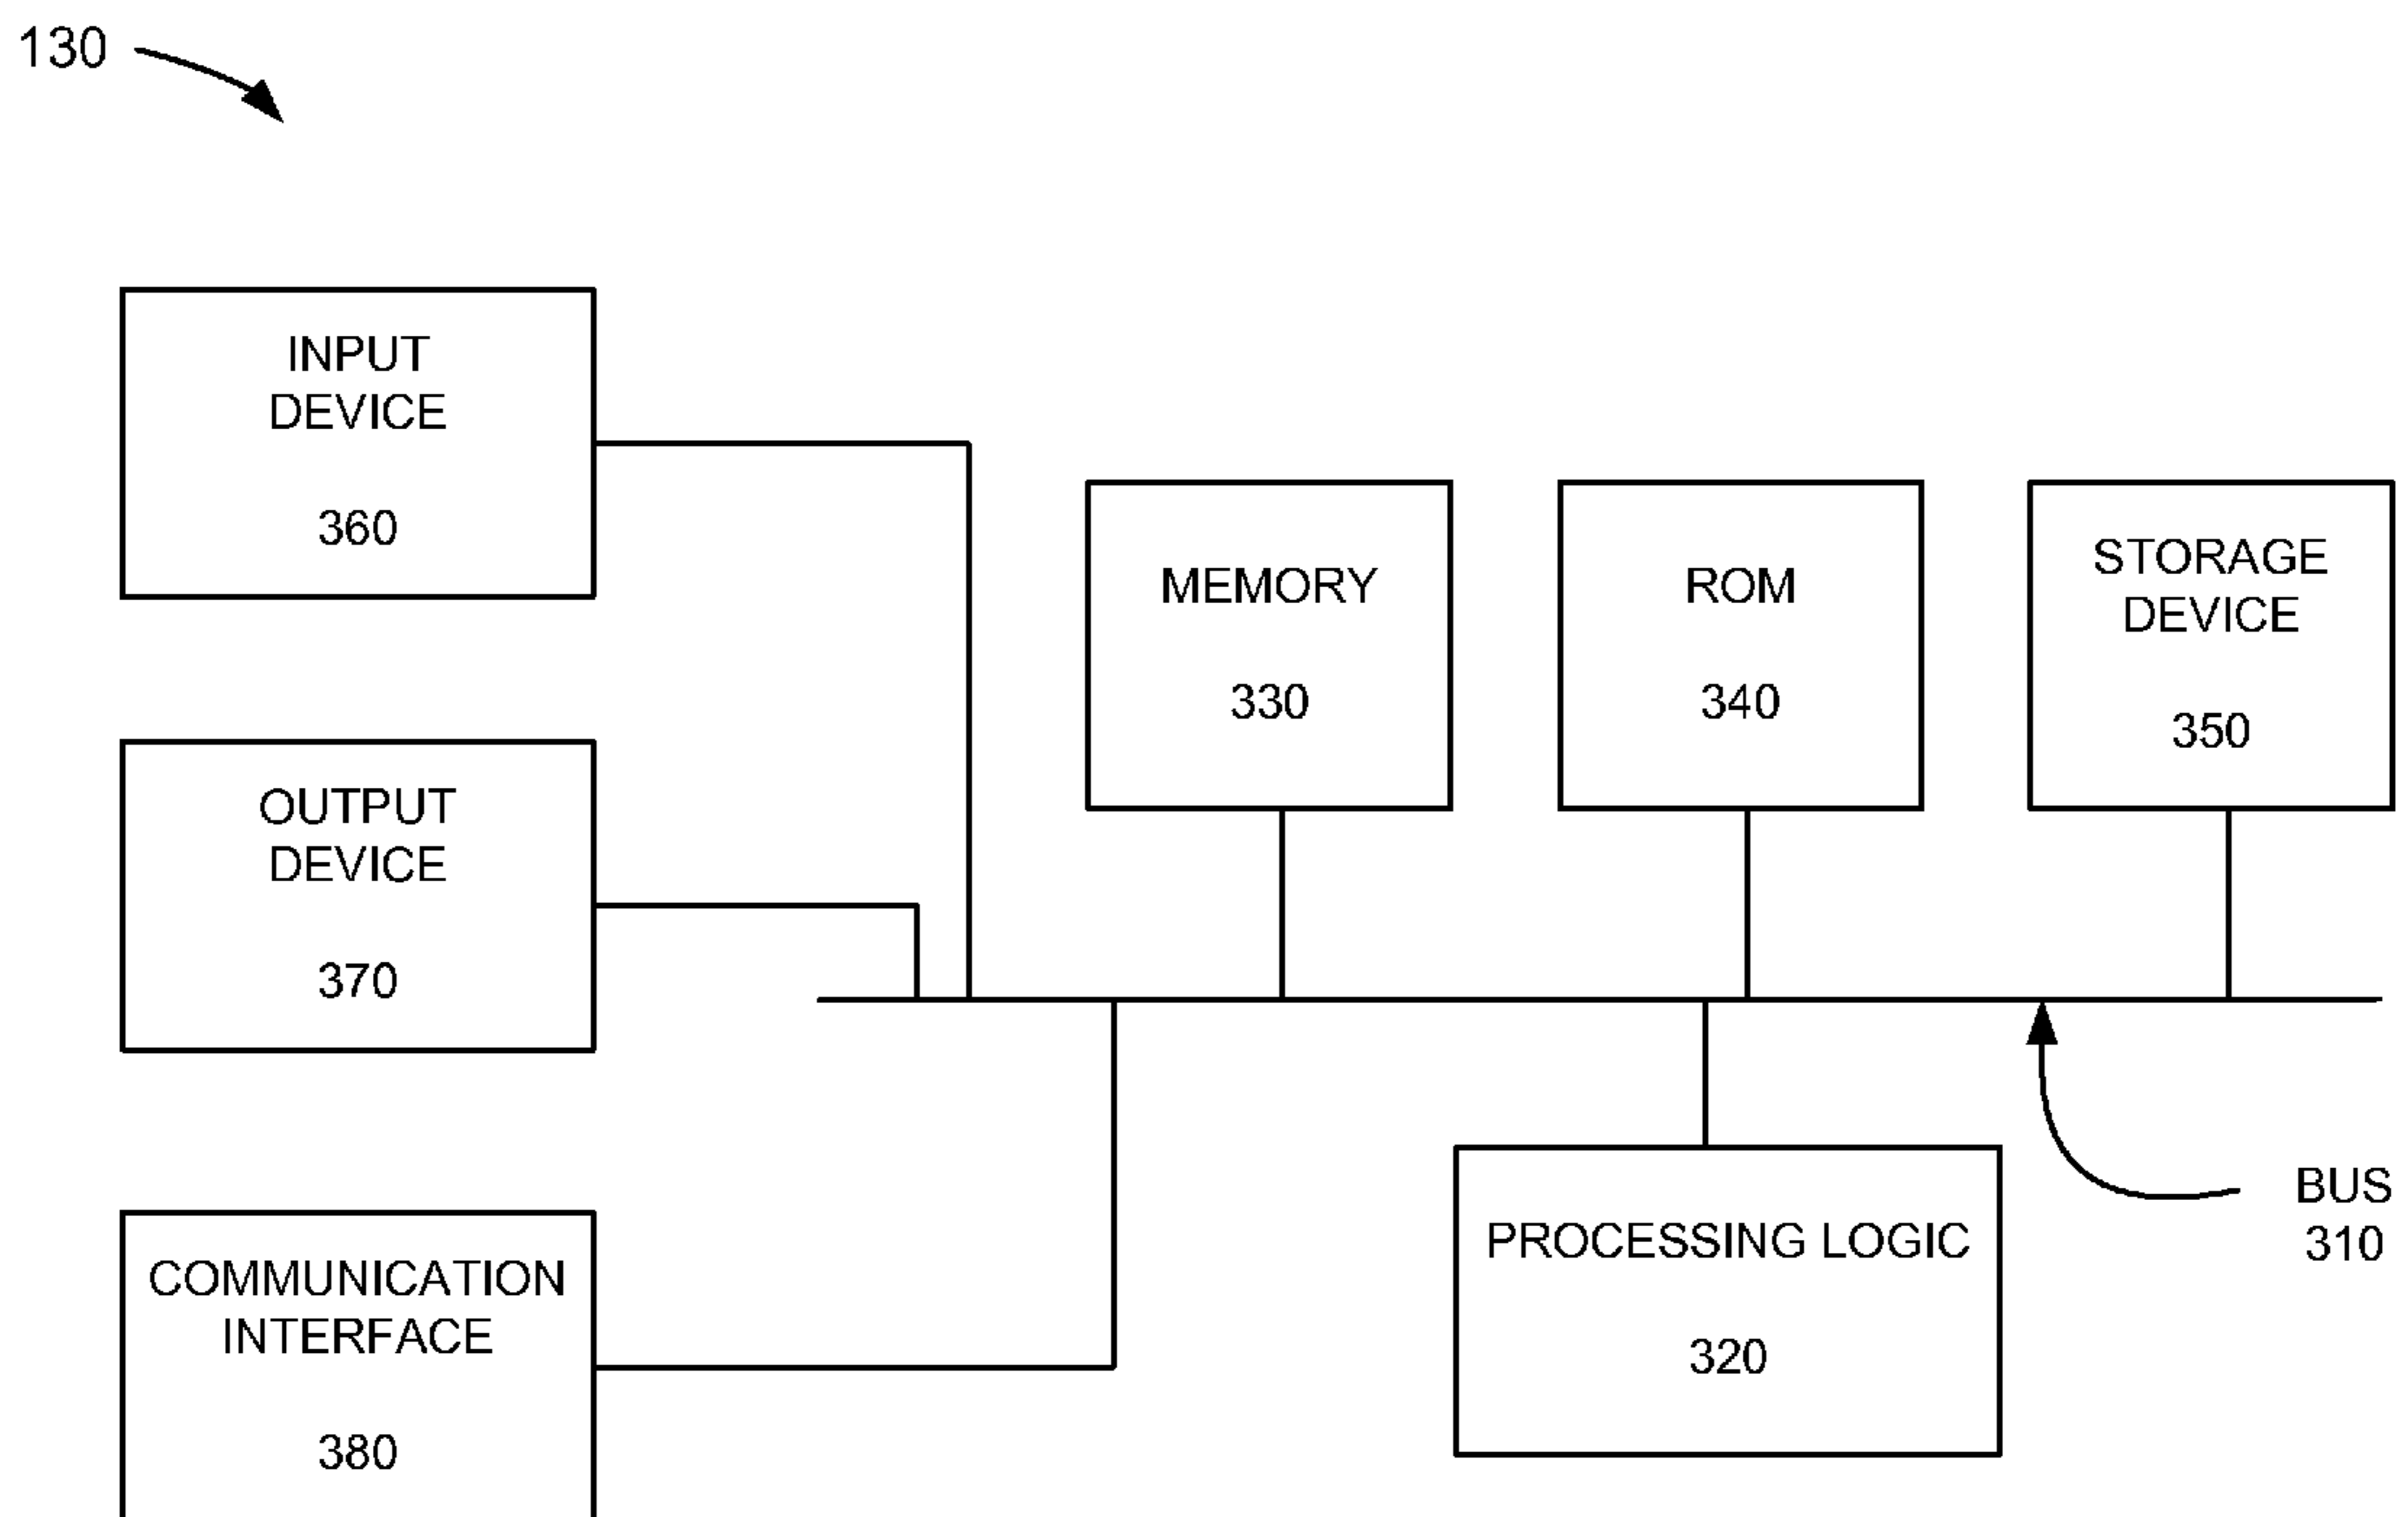 130
INPUT
DEVICE
360
MEMORY
330
ROM
340
STORAGE
DEVICE
350
OUTPUT
DEVICE
370
COMMUNICATION
INTERFACE
380
PROCESSING LOGIC
320
BUS
310